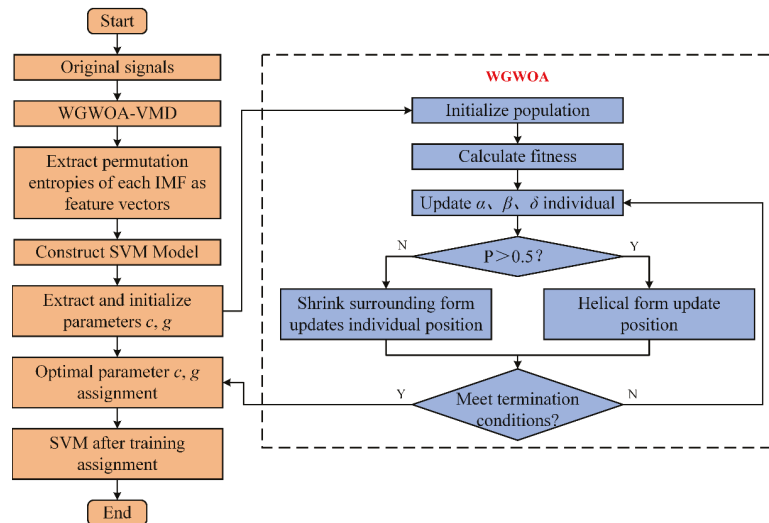 Start
Original signals
WGWOA-VMD
Extract permutation
entropies of each IMF as
feature vectors
Construct SVM Model
Extract and initialize
parameters c, g
Optimal parameter c, g
assignment
SVM after training
assignment
End
WGWOA
Initialize population
Calculate fitness
Update α、β、δ individual
N
P＞0.5?
Y
Shrink surrounding form
updates individual position
Helical form update
position
Y
Meet termination
conditions?
N